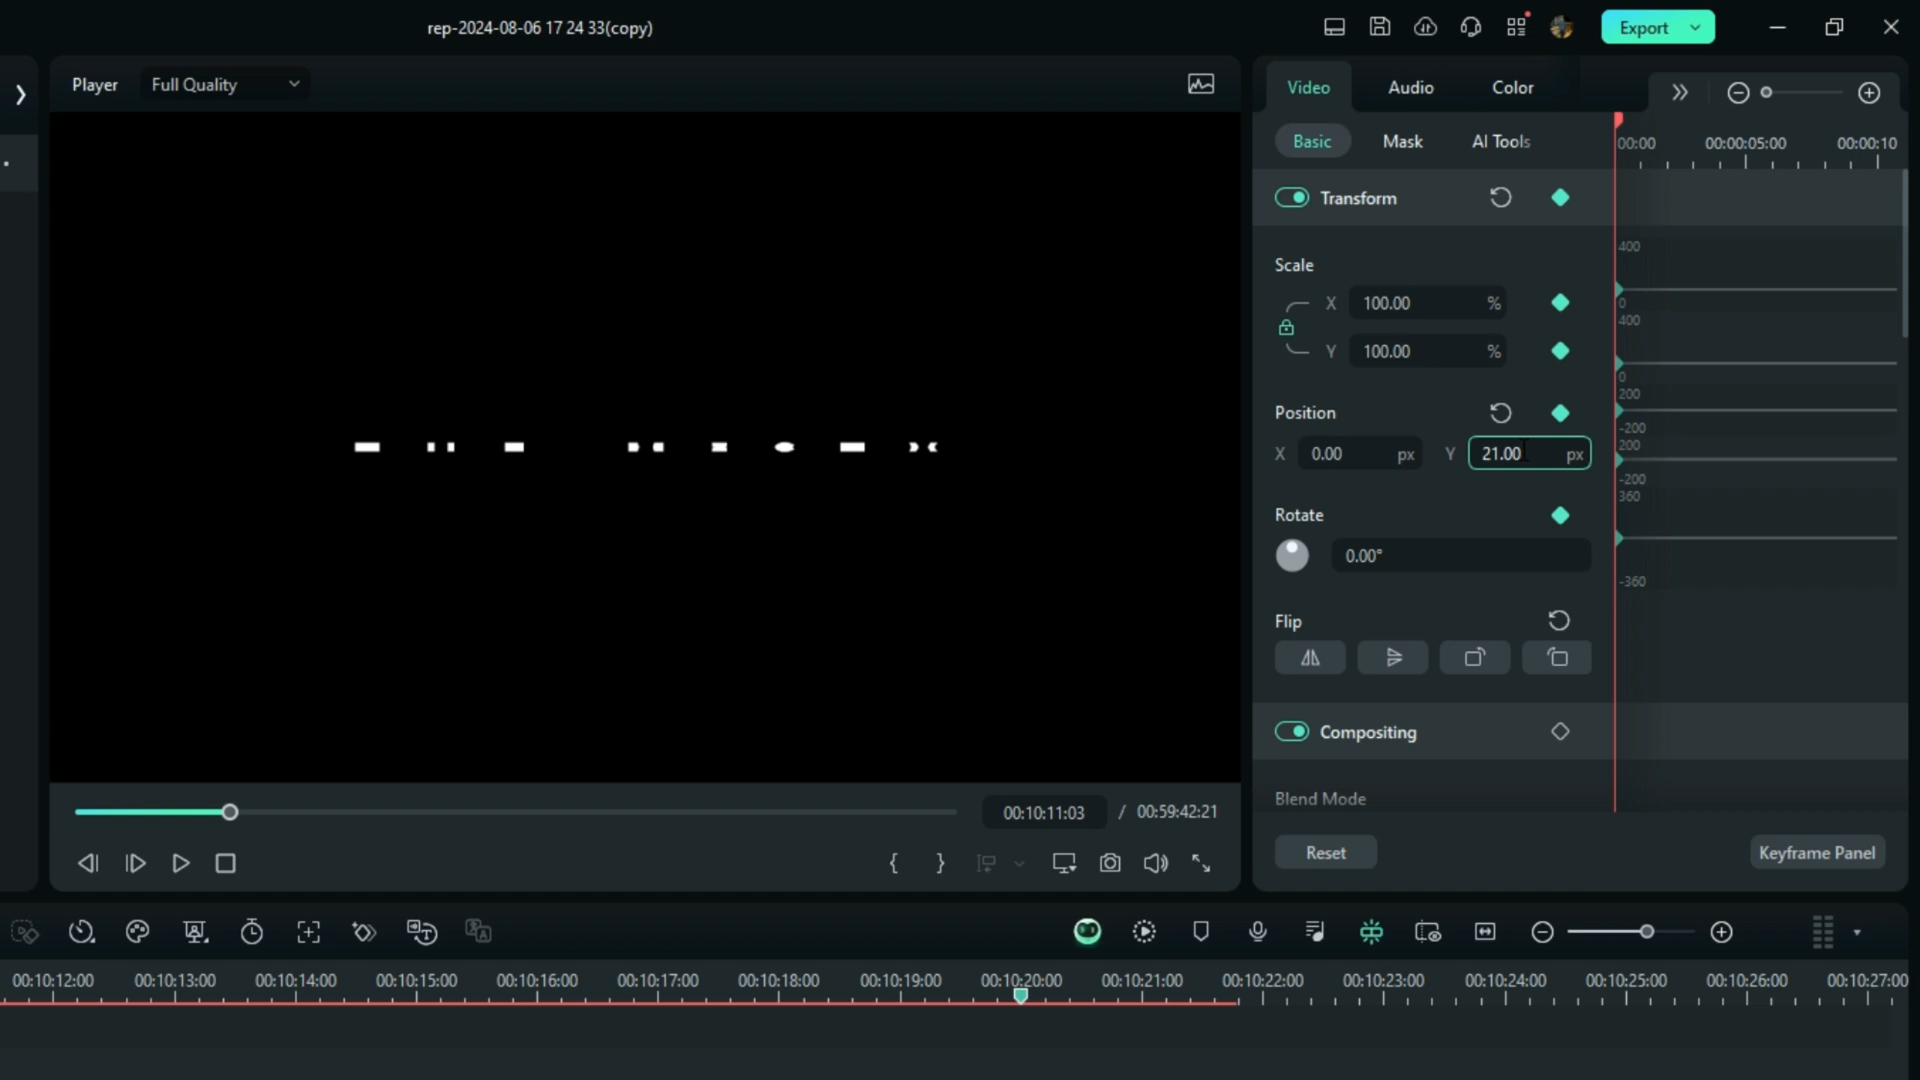 rep-2024-08-06 17 24 33(copy)
Export
Player
Full Quality
Video
Audio
Color
Basic
Mask
AI Tools
00:00
00:00:05:00
00:00:10
Transform
400
Scale
X 100.00 %
0
400
Y 100.00 %
0
200
Position
-200
200
X 0.00 px
Y 21.00 px
-200
360
Rotate
0.00°
-360
Flip
Compositing
Blend Mode
00:10:11:03 / 00:59:42:21
Reset
Keyframe Panel
00:10:12:00
00:10:13:00
00:10:14:00
00:10:15:00
00:10:16:00
00:10:17:00
00:10:18:00
00:10:19:00
00:10:20:00
00:10:21:00
00:10:22:00
00:10:23:00
00:10:24:00
00:10:25:00
00:10:26:00
00:10:27:00